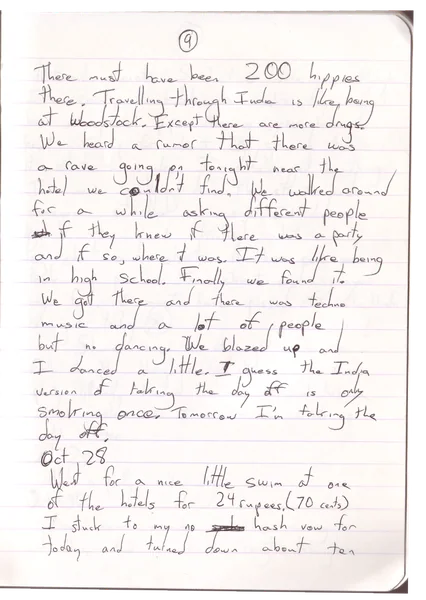 9
There must have been 200 hippies
there. Travelling through India is like being
at Woodstock. Except there are more drugs.
We heard a rumor that there was
a rave going on tonight near the
hotel we couldn't find. We walked around
for a while asking different people
if they knew if there was a party
and if so, where it was. It was like being
in high school. Finally we found it.
We got there and there was techno
music and a lot of people
but no dancing. We blazed up and
I danced a little. I guess the India
version of taking the day off is only
smoking once. Tomorrow I'm taking the
day off.
Oct 28
Went for a nice little swim at one
of the hotels for 24 rupees. (70 cents)
I stuck to my no hash vow for
today and turned down about ten